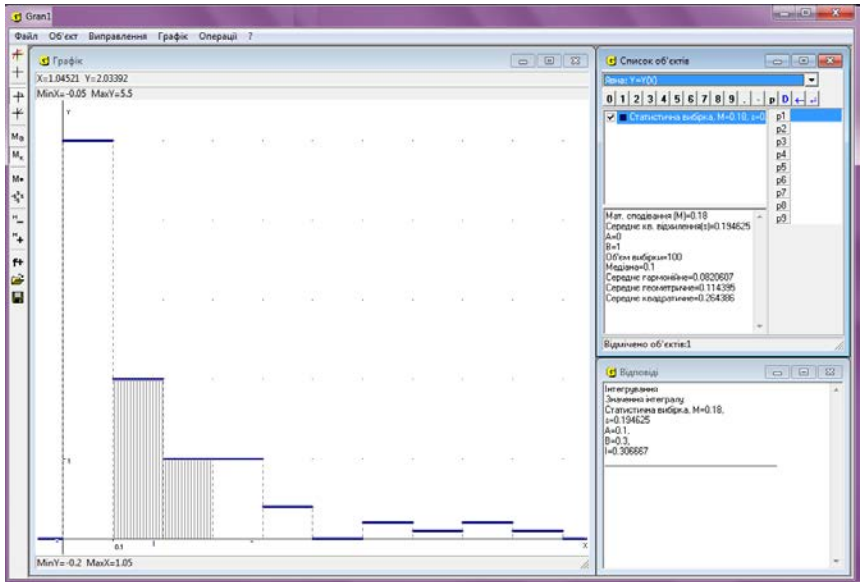 Gran1
Файл Об'єкт Виправлення Графік Операції ?
Графік
X=1.04521 Y=2.03392
MinX=-0.05 MaxY=5.5
Y
1
0.1
X
MinY=-0.2 MaxX=1.05
Список об'єктів
Явна: Y=Y(X)
0 1 2 3 4 5 6 7 8 9 . - p D ← ↲
Статистична вибірка, M=0.18, s=0
p1
p2
p3
p4
p5
p6
p7
p8
p9
Мат. сподівання (M)=0.18
Середнє кв. відхилення(s)=0.194625
A=0
B=1
Об'єм вибірки=100
Медіана=0.1
Середнє гармонійне=0.0820607
Середнє геометричне=0.114395
Середнє квадратичне=0.264386
Відмічено об'єктів:1
Відповіді
Інтегрування
Значення інтегралу
Статистична вибірка, M=0.18,
s=0.194625
A=0.1,
B=0.3,
I=0.306667